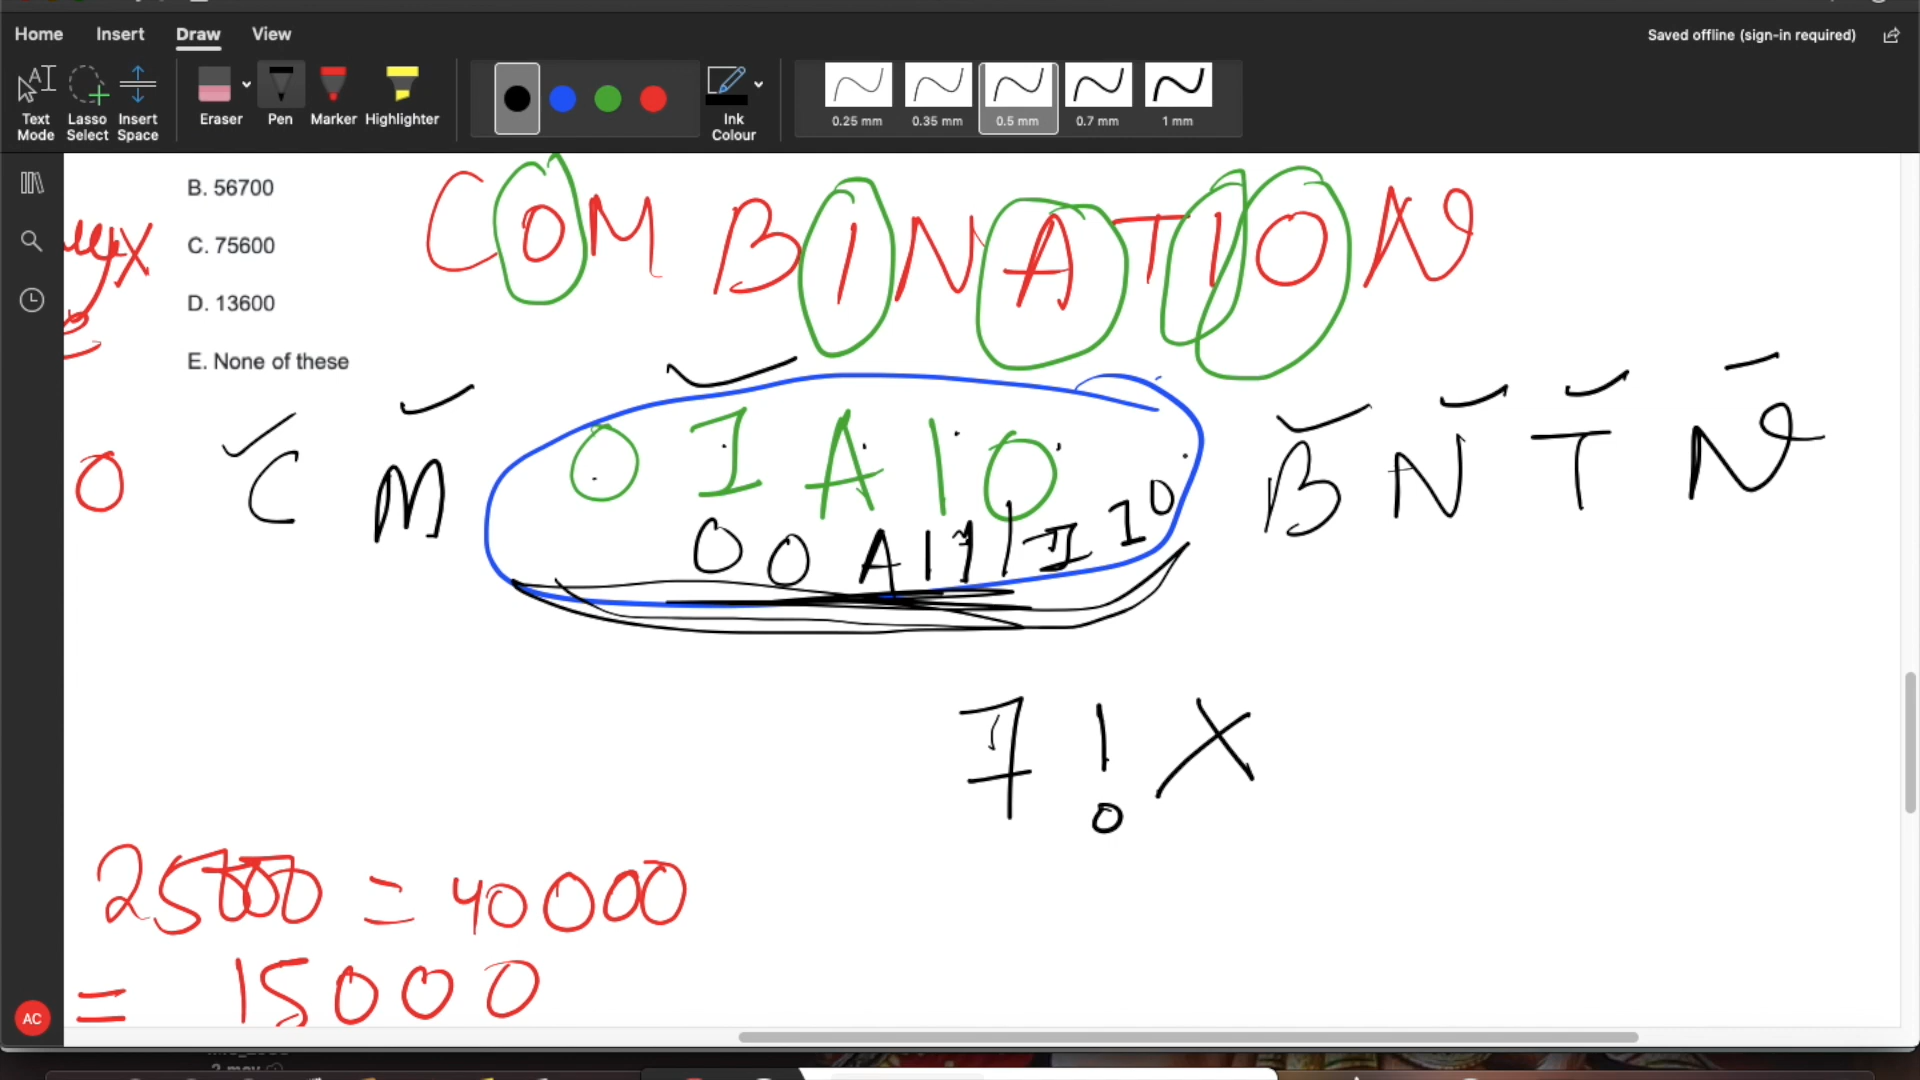 Home Insert Draw View
Saved offline (sign-in required)
Text Mode
Lasso Select
Insert Space
Eraser
Pen
Marker
Highlighter
Ink Colour
0.25 mm
0.35 mm
0.5 mm
0.7 mm
1 mm
B. 56700
C. 75600
D. 13600
E. None of these
COMBINATION
O C M O I A I O B N T N
O O A I
I O
7! X
25000 = 40000
= 15000
AC